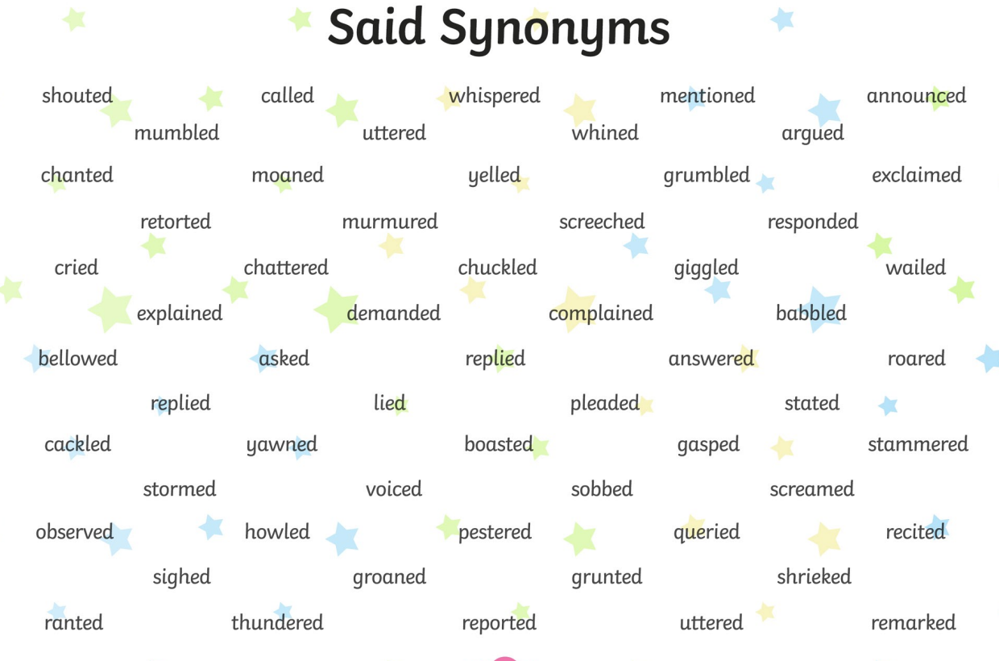 Said Synonyms
shouted called whispered mentioned announced
mumbled uttered whined argued
chanted moaned yelled grumbled exclaimed
retorted murmured screeched responded
cried chattered chuckled giggled wailed
explained demanded complained babbled
bellowed asked replied answered roared
replied lied pleaded stated
cackled yawned boasted gasped stammered
stormed voiced sobbed screamed
observed howled pestered queried recited
sighed groaned grunted shrieked
ranted thundered reported uttered remarked